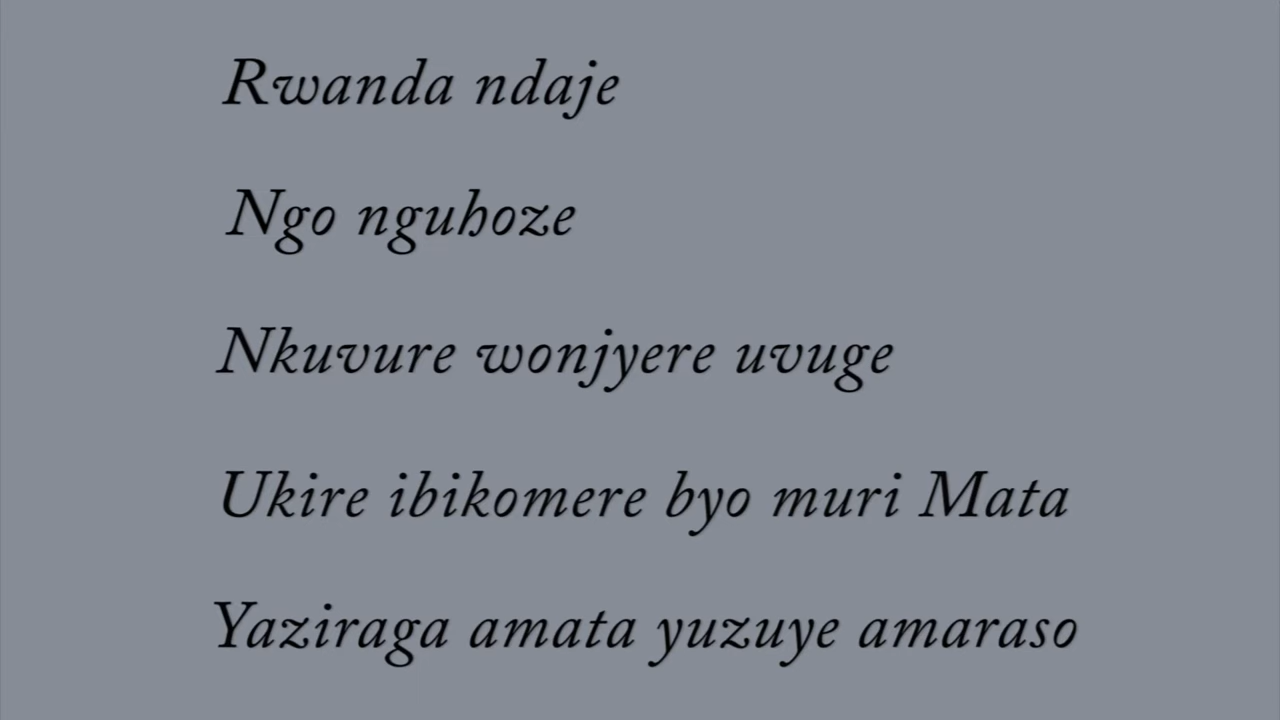 Rwanda ndaje
Ngo nguhoze
Nkuvure wonjyere uvuge
Ukire ibikomere byo muri Mata
Yaziraga amata yuzuye amaraso